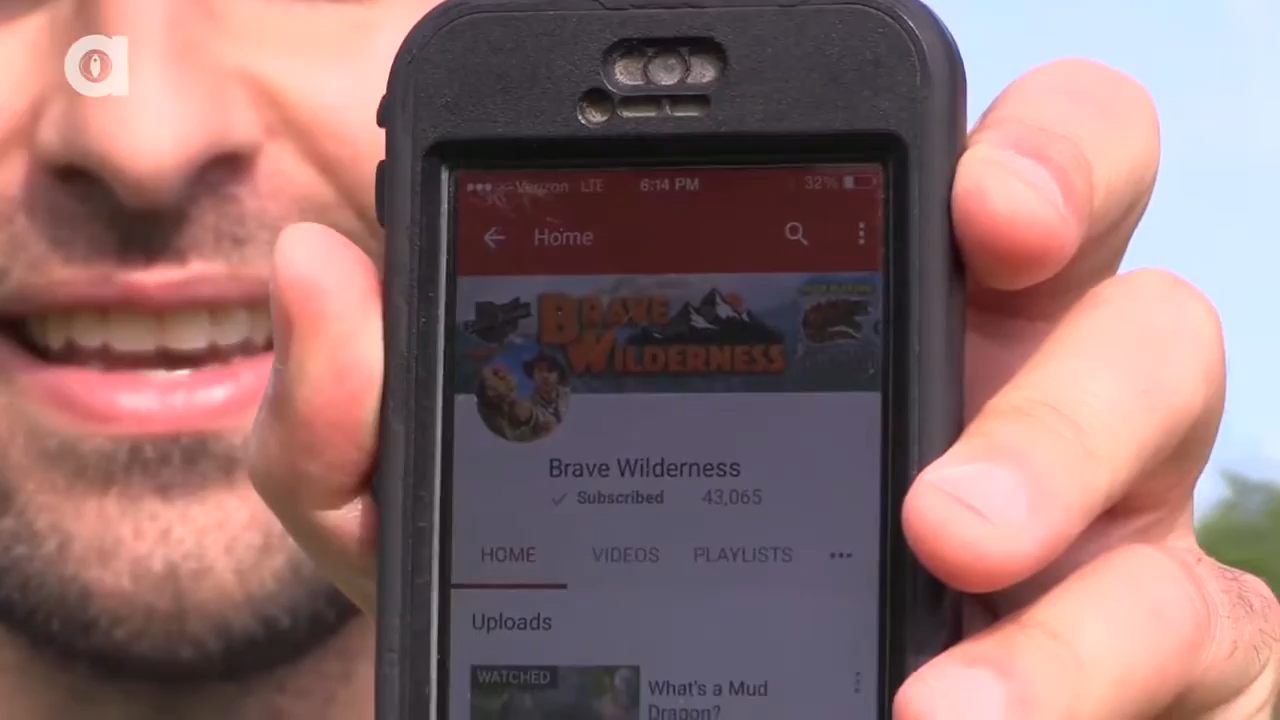 a
Verizon LTE 6:14 PM 32%
Home
BRAVE
WILDERNESS
Brave Wilderness
Subscribed 43,065
HOME VIDEOS PLAYLISTS
Uploads
WATCHED
What's a Mud
Dragon?